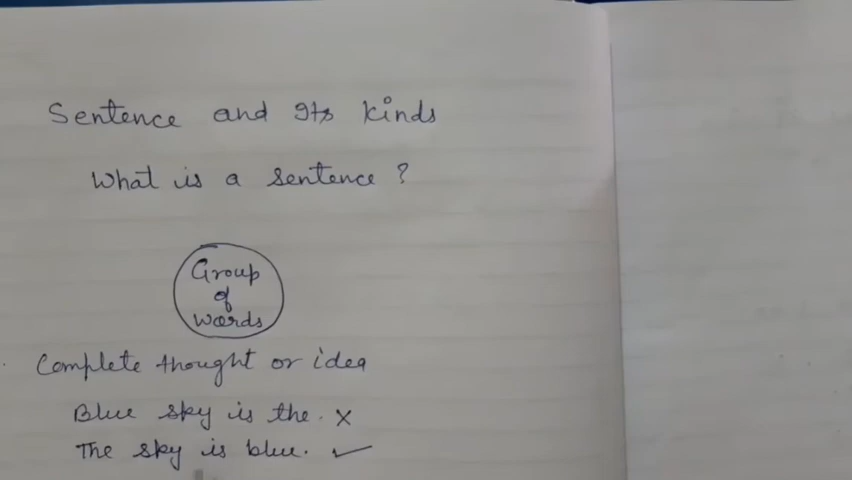 Sentence and Its kinds
What is a sentence ?
Group
of
words
Complete thought or idea
Blue sky is the. x
The sky is blue. ✓